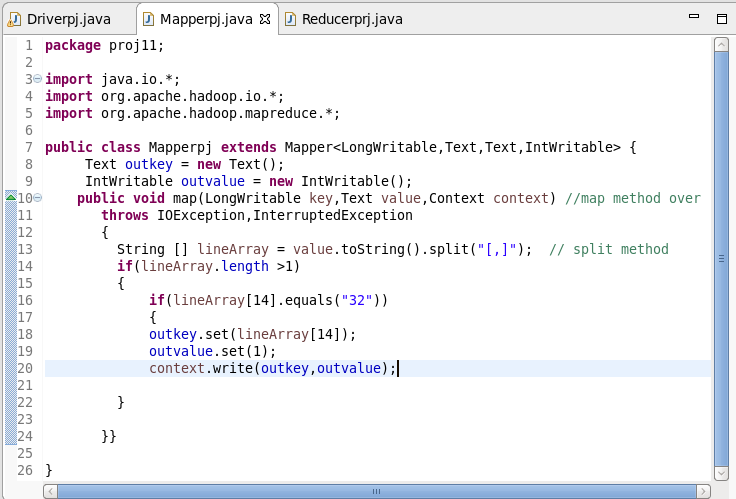 Driverpj.java Mapperpj.java Reducerprj.java
1 package proj11;
2
3 import java.io.*;
4 import org.apache.hadoop.io.*;
5 import org.apache.hadoop.mapreduce.*;
6
7 public class Mapperpj extends Mapper<LongWritable,Text,Text,IntWritable> {
8 Text outkey = new Text();
9 IntWritable outvalue = new IntWritable();
10 public void map(LongWritable key,Text value,Context context) //map method over
11 throws IOException,InterruptedException
12 {
13 String [] lineArray = value.toString().split("[,]"); // split method
14 if(lineArray.length >1)
15 {
16 if(lineArray[14].equals("32"))
17 {
18 outkey.set(lineArray[14]);
19 outvalue.set(1);
20 context.write(outkey,outvalue);
21
22 }
23
24 }}
25
26 }